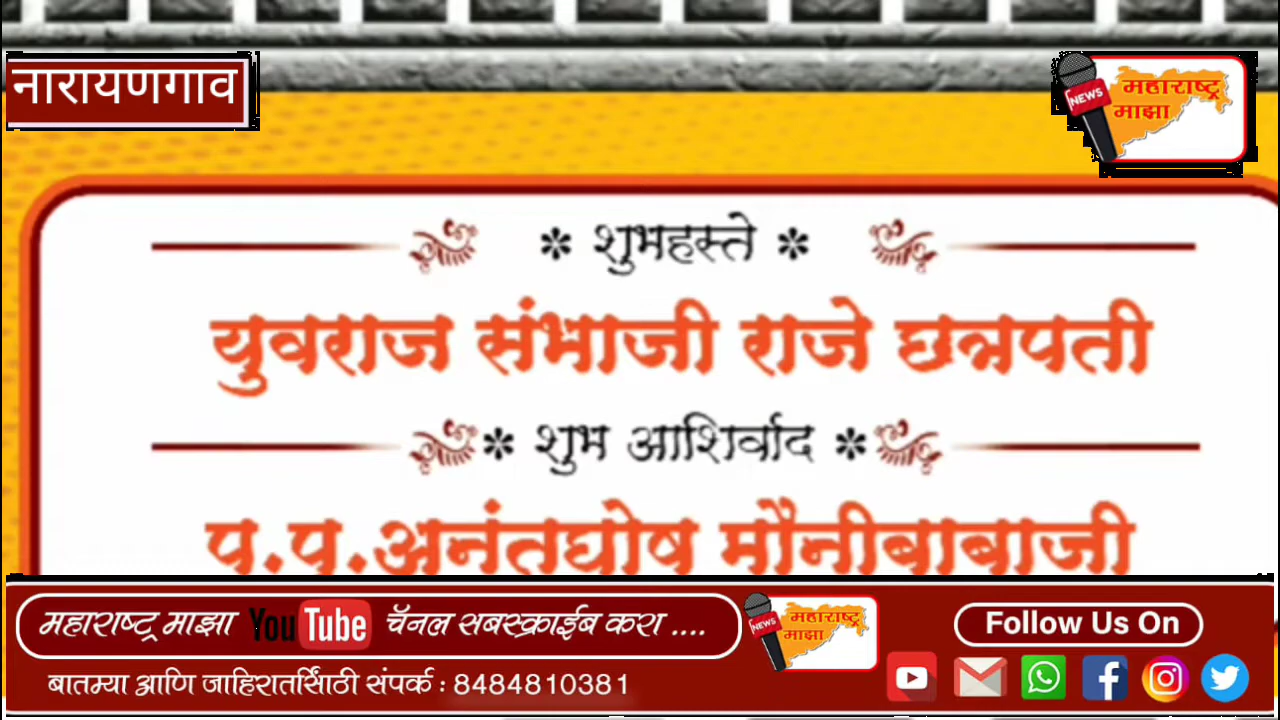 नारायणगाव
NEWS
महाराष्ट्र
माझा
* शुभहस्ते *
युवराज संभाजी राजे छत्रपती
* शुभ आशिर्वाद *
प.प.अनंतघोष मौनीबाबाजी
महाराष्ट्र माझा YouTube चॅनल सबस्क्राईब करा ....
NEWS
महाराष्ट्र
माझा
Follow Us On
बातम्या आणि जाहिरातींसाठी संपर्क : 8484810381